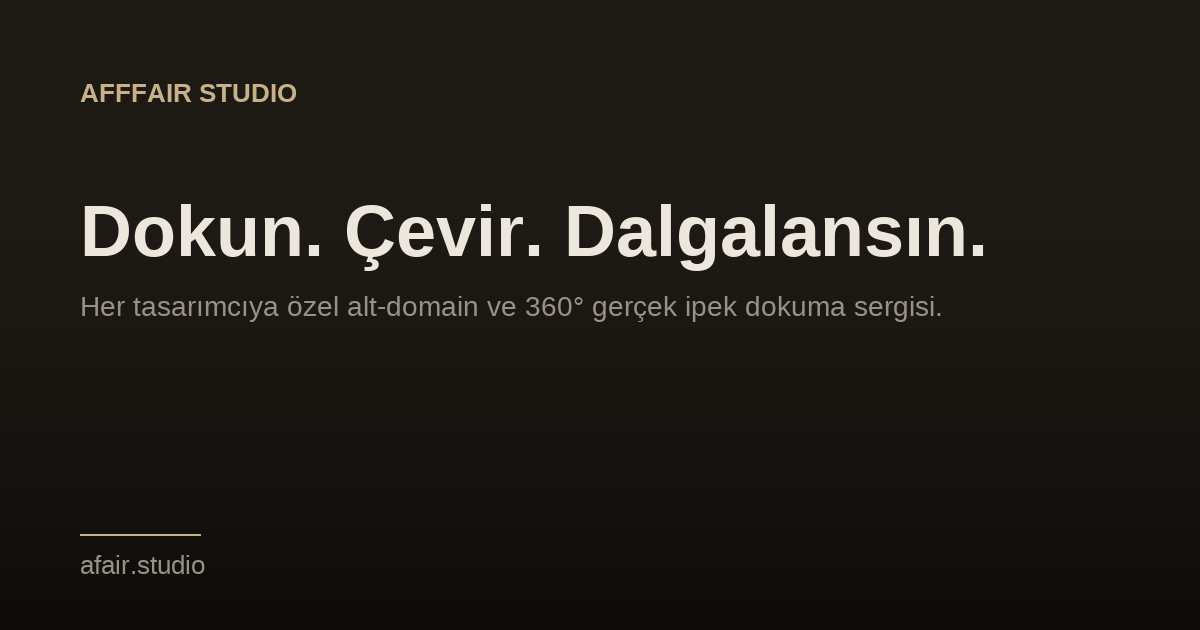 AFFFAIR STUDIO
Dokun. Çevir. Dalgalansın.
Her tasarımcıya özel alt-domain ve 360° gerçek ipek dokuma sergisi.
afair.studio